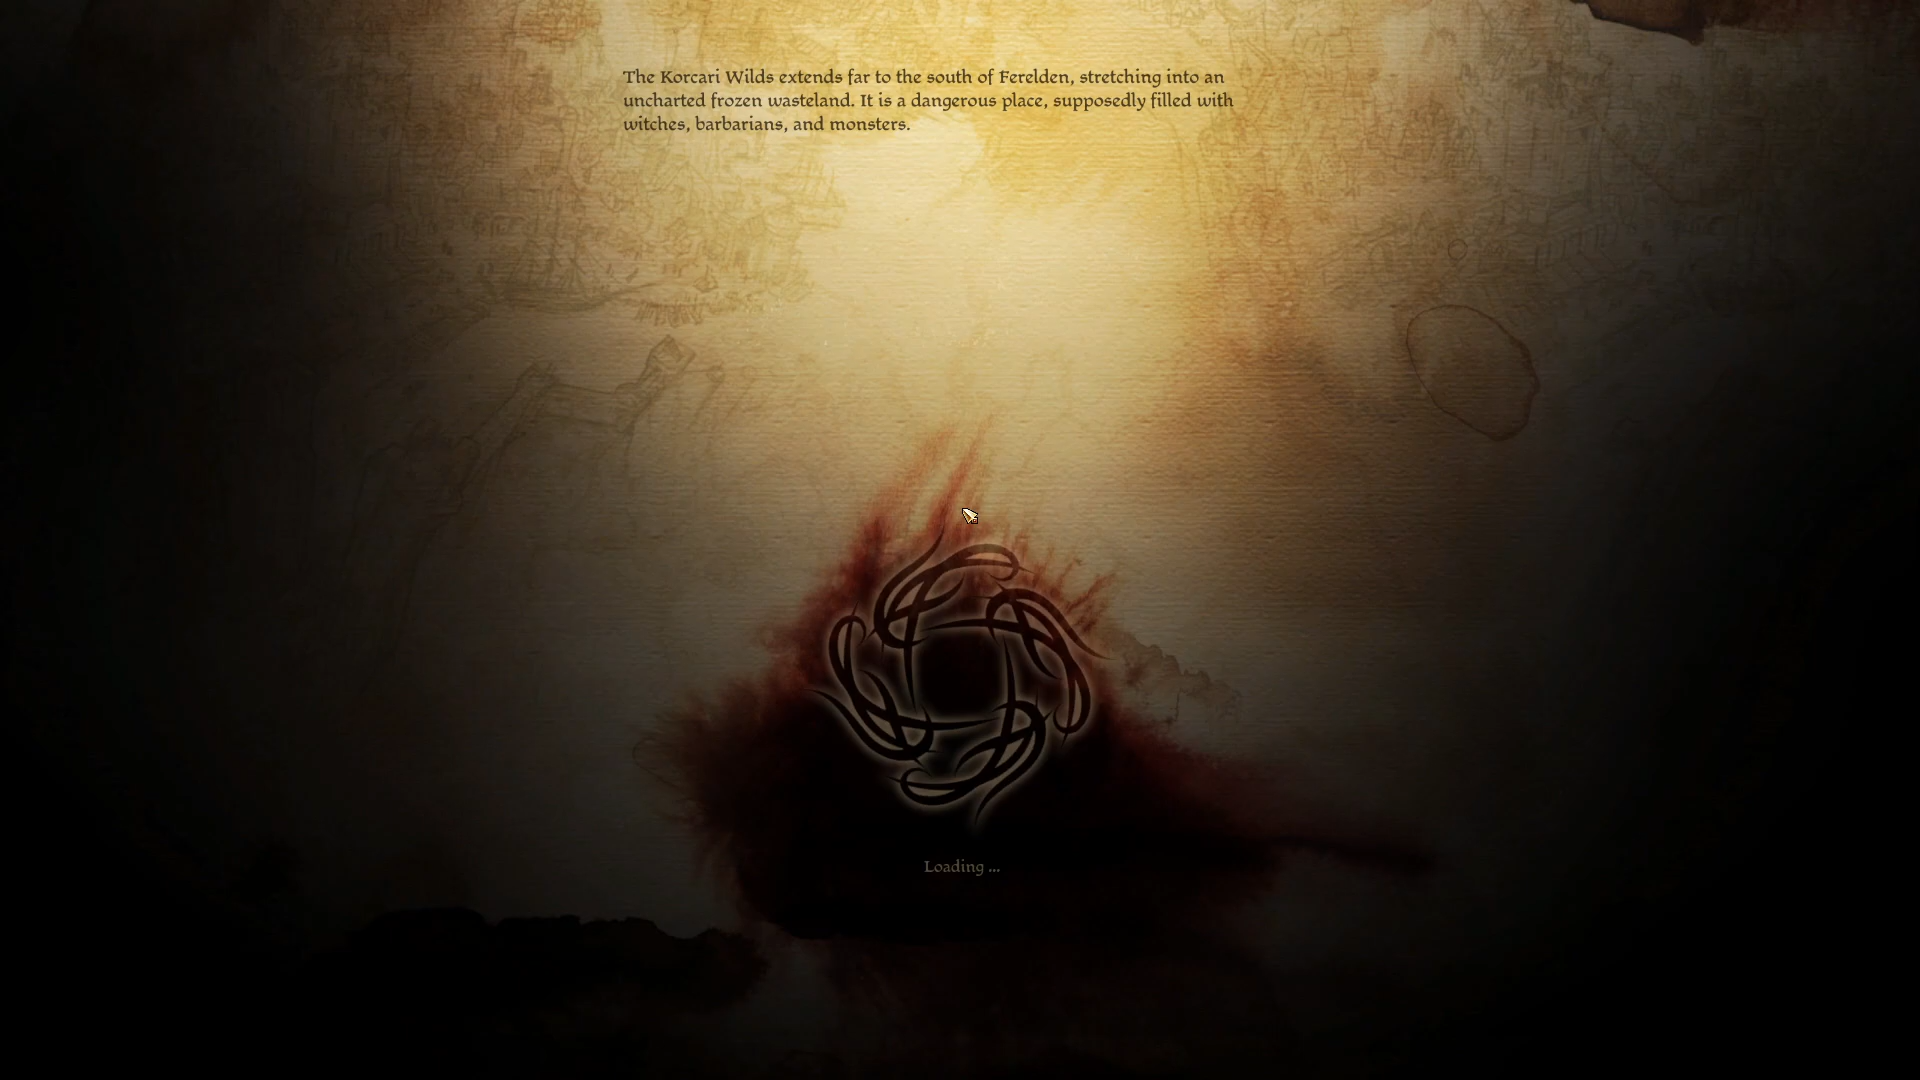 The Korcari Wilds extends far to the south of Ferelden, stretching into an
uncharted frozen wasteland. It is a dangerous place, supposedly filled with
witches, barbarians, and monsters.
Loading ...